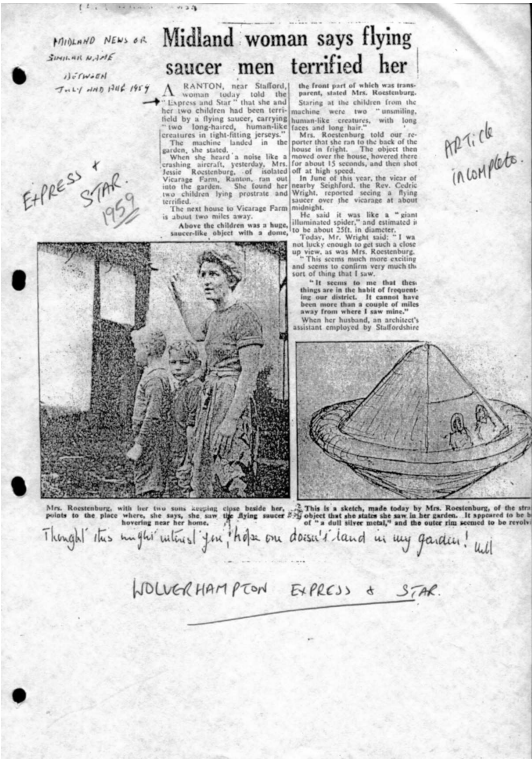 MIDLAND NEWS OR
SIMILAR NAME
BETWEEN
JULY AND AUG 1959
EXPRESS &
STAR.
1959
Midland woman says flying
saucer men terrified her
A RANTON, near Stafford,
woman today told the
"Express and Star" that she and
her two children had been terri-
fied by a flying saucer, carrying
"two long-haired, human-like
creatures in tight-fitting jerseys."
The machine landed in the
garden, she stated.
When she heard a noise like a
crashing aircraft, yesterday, Mrs.
Jessie Roestenburg, of isolated
Vicarage Farm, Ranton, ran out
into the garden. She found her
two children lying prostrate and
terrified.
The next house to Vicarage Farm
is about two miles away.
Above the children was a huge,
saucer-like object with a dome,
the front part of which was trans-
parent, stated Mrs. Roestenburg.
Staring at the children from the
machine were two "unsmiling,
human-like creatures, with long
faces and long hair."
Mrs. Roestenburg told our re-
porter that she ran to the back of the
house in fright. The object then
moved over the house, hovered there
for about 15 seconds, and then shot
off at high speed.
In June of this year, the vicar of
nearby Seighford, the Rev. Cedric
Wright, reported seeing a flying
saucer over the vicarage at about
midnight.
He said it was like a "giant
illuminated spider," and estimated it
to be about 25ft. in diameter.
Today, Mr. Wright said: "I was
not lucky enough to get such a close
up view, as was Mrs. Roestenburg.
"This seems much more exciting
and seems to confirm very much the
sort of thing that I saw.
"It seems to me that these
things are in the habit of frequent-
ing our district. It cannot have
been more than a couple of miles
away from where I saw mine."
When her husband, an architect's
assistant employed by Staffordshire
ARTICLE
INCOMPLETE.
Mrs. Roestenburg, with her two sons keeping close beside her,
points to the place where, she says, she saw the flying saucer
hovering near her home.
This is a sketch, made today by Mrs. Roestenburg, of the stra
object that she states she saw in her garden. It appeared to be
of "a dull silver metal," and the outer rim seemed to be revolv
Thought this might interest you! hope one doesn't land in my garden!
WOLVERHAMPTON EXPRESS & STAR.